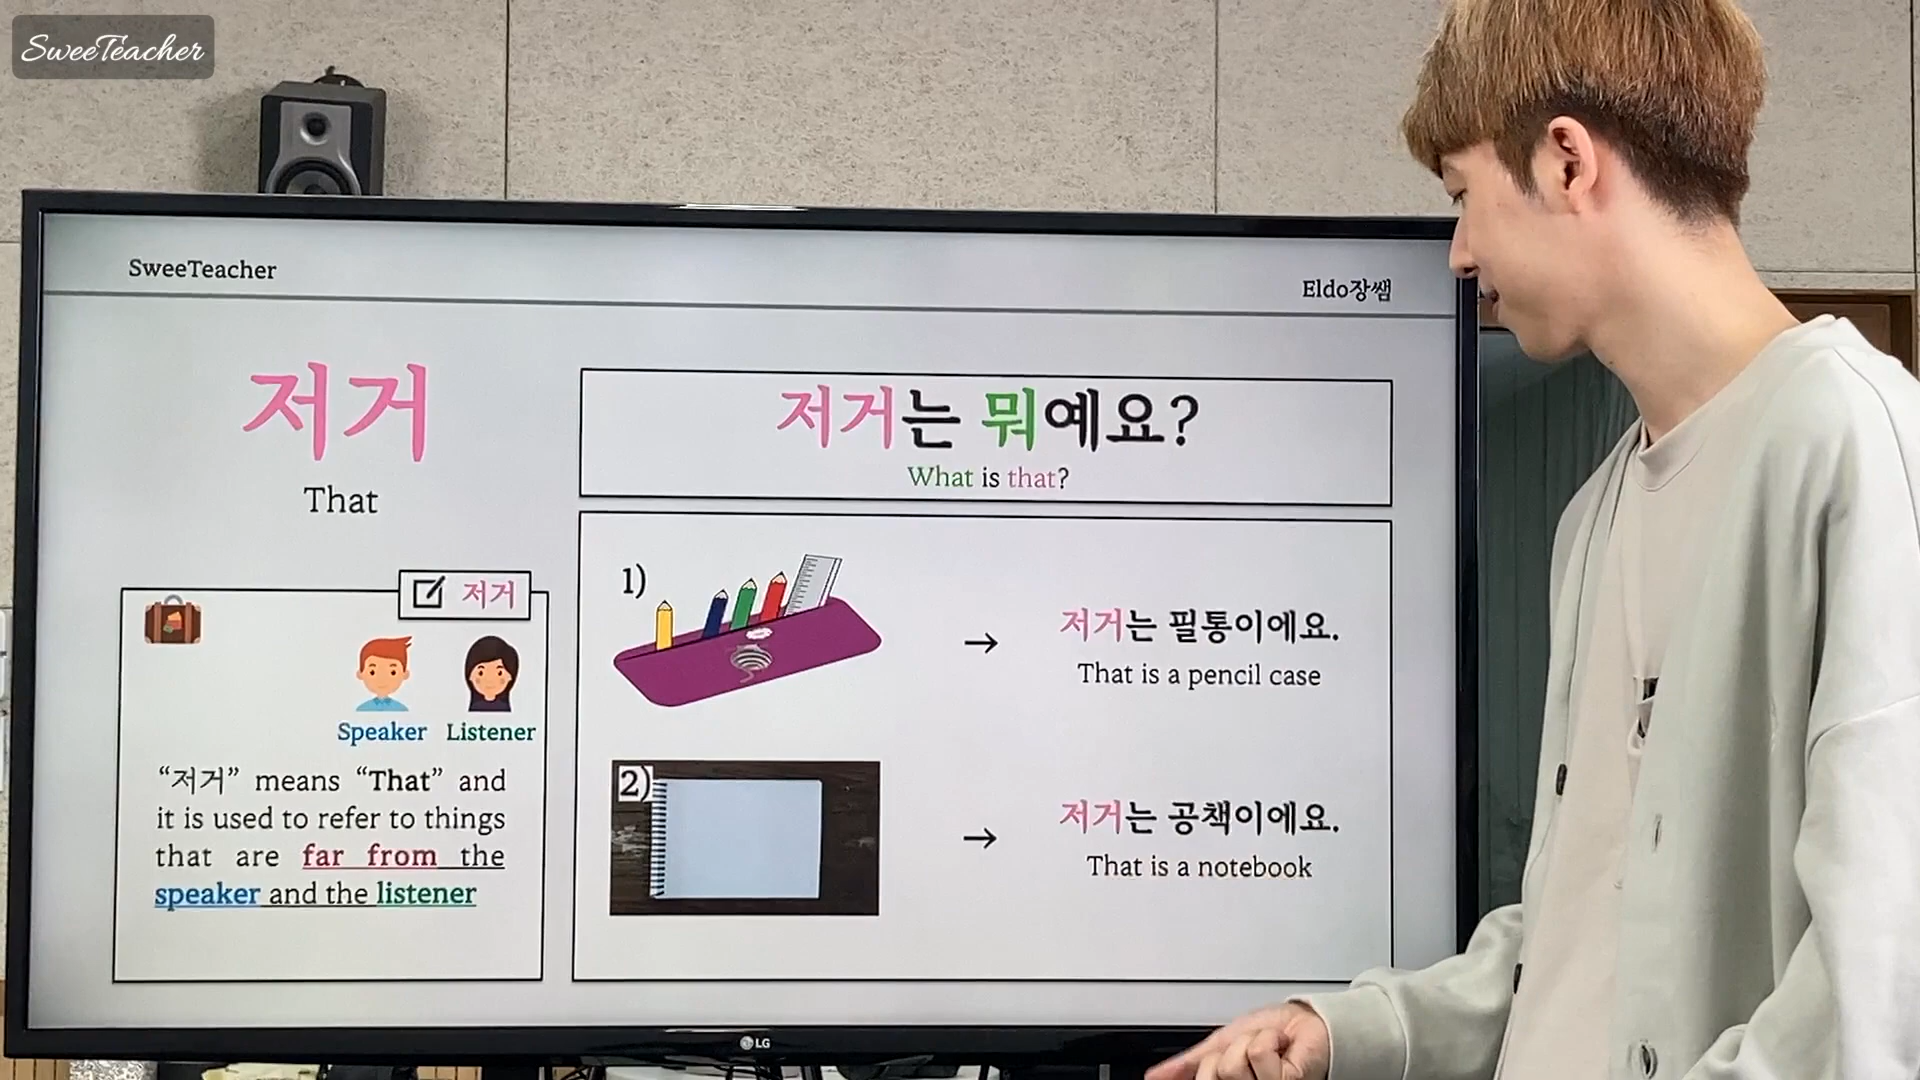 SweeTeacher
SweeTeacher
Eldo장쌤
저거
That
저거
Speaker Listener
“저거” means “That” and
it is used to refer to things
that are far from the
speaker and the listener
저거는 뭐예요?
What is that?
1)
저거는 필통이에요.
That is a pencil case
2)
저거는 공책이에요.
That is a notebook
LG